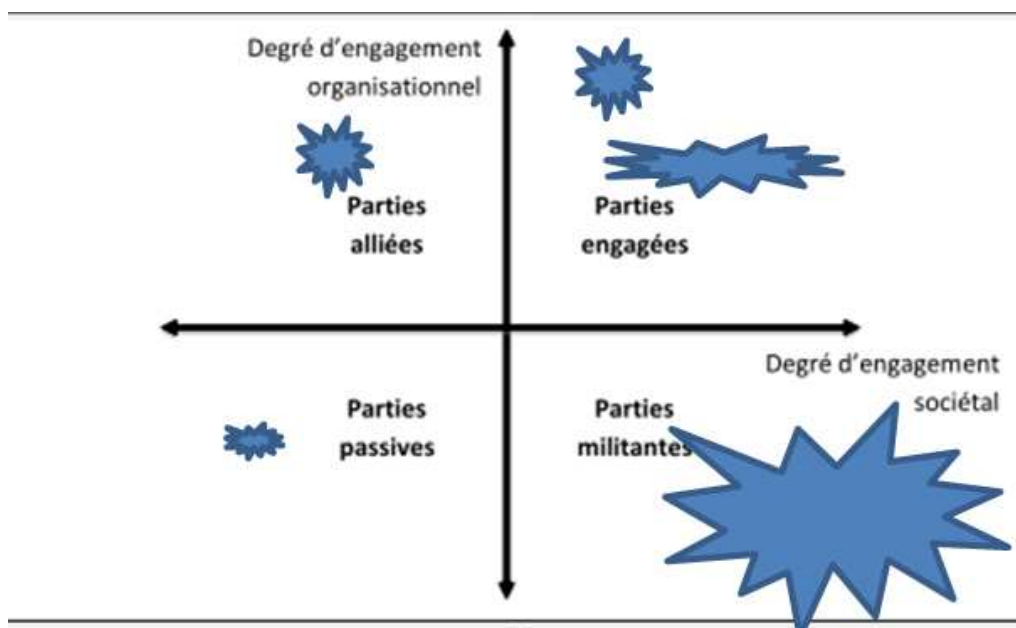 Degré d'engagement
organisationnel
Parties
alliées
Parties
engagées
Degré d'engagement
sociétal
Parties
passives
Parties
militantes